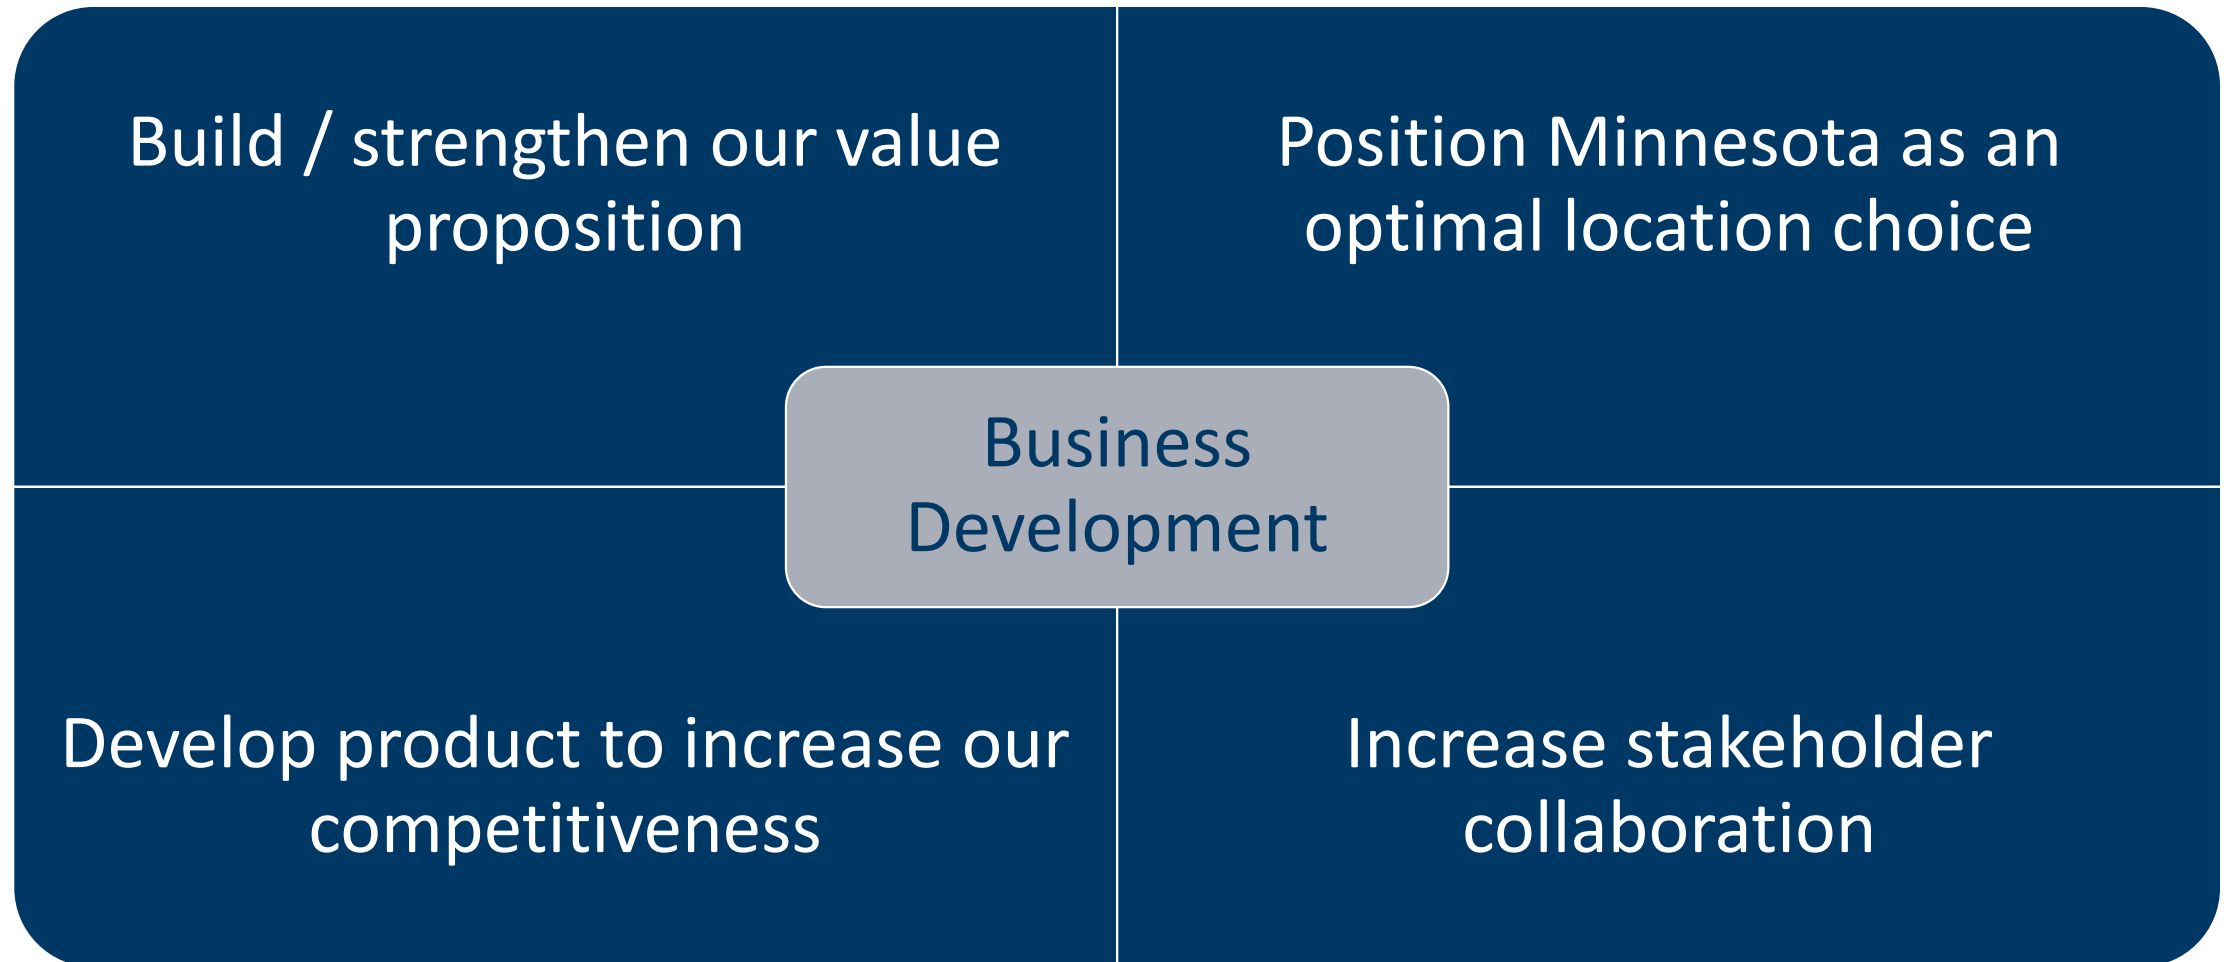 Build / strengthen our value
proposition
Position Minnesota as an
optimal location choice
Business
Development
Develop product to increase our
competitiveness
Increase stakeholder
collaboration